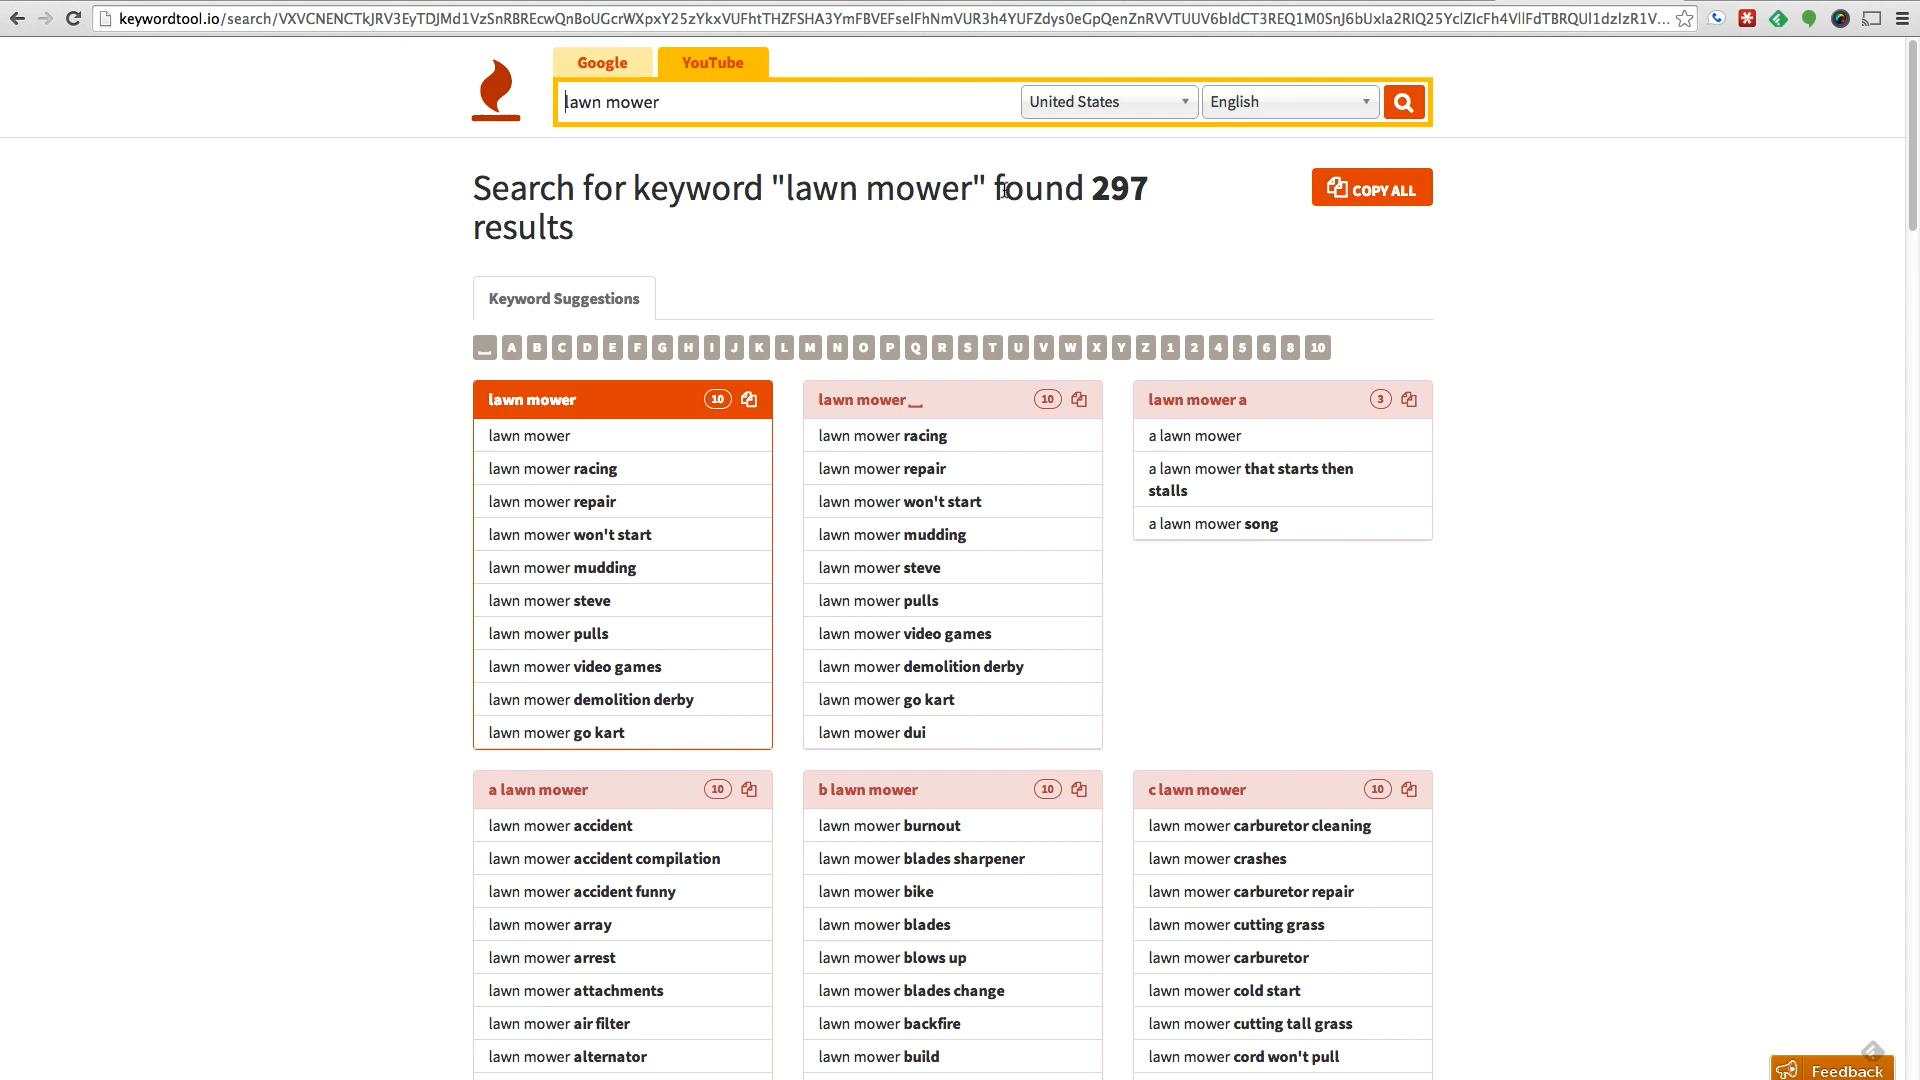 Google
YouTube
lawn mower
United States
English
Search for keyword "lawn mower" found 297
results
COPY ALL
Keyword Suggestions
A B C D E F G H I J K L M N O P Q R S T U V W X Y Z 1 2 4 5 6 8 10
lawn mower 10
lawn mower
lawn mower racing
lawn mower repair
lawn mower won't start
lawn mower mudding
lawn mower steve
lawn mower pulls
lawn mower video games
lawn mower demolition derby
lawn mower go kart
lawn mower _ 10
lawn mower racing
lawn mower repair
lawn mower won't start
lawn mower mudding
lawn mower steve
lawn mower pulls
lawn mower video games
lawn mower demolition derby
lawn mower go kart
lawn mower dui
lawn mower a 3
a lawn mower
a lawn mower that starts then
stalls
a lawn mower song
a lawn mower 10
lawn mower accident
lawn mower accident compilation
lawn mower accident funny
lawn mower array
lawn mower arrest
lawn mower attachments
lawn mower air filter
lawn mower alternator
b lawn mower 10
lawn mower burnout
lawn mower blades sharpener
lawn mower bike
lawn mower blades
lawn mower blows up
lawn mower blades change
lawn mower backfire
lawn mower build
c lawn mower 10
lawn mower carburetor cleaning
lawn mower crashes
lawn mower carburetor repair
lawn mower cutting grass
lawn mower carburetor
lawn mower cold start
lawn mower cutting tall grass
lawn mower cord won't pull
Feedback